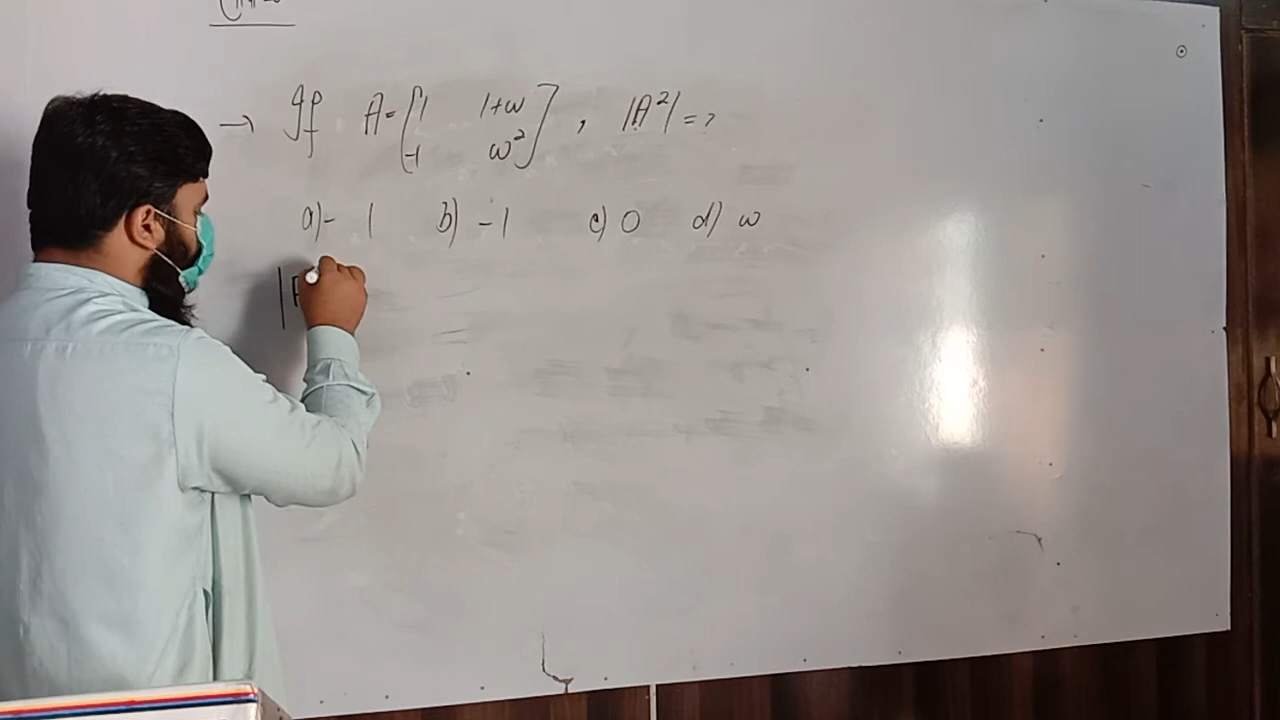 → If A = [1 1+ω , |A²| = ?
-1 ω²]
a)- 1 b) -1 c) 0 d) ω
|A